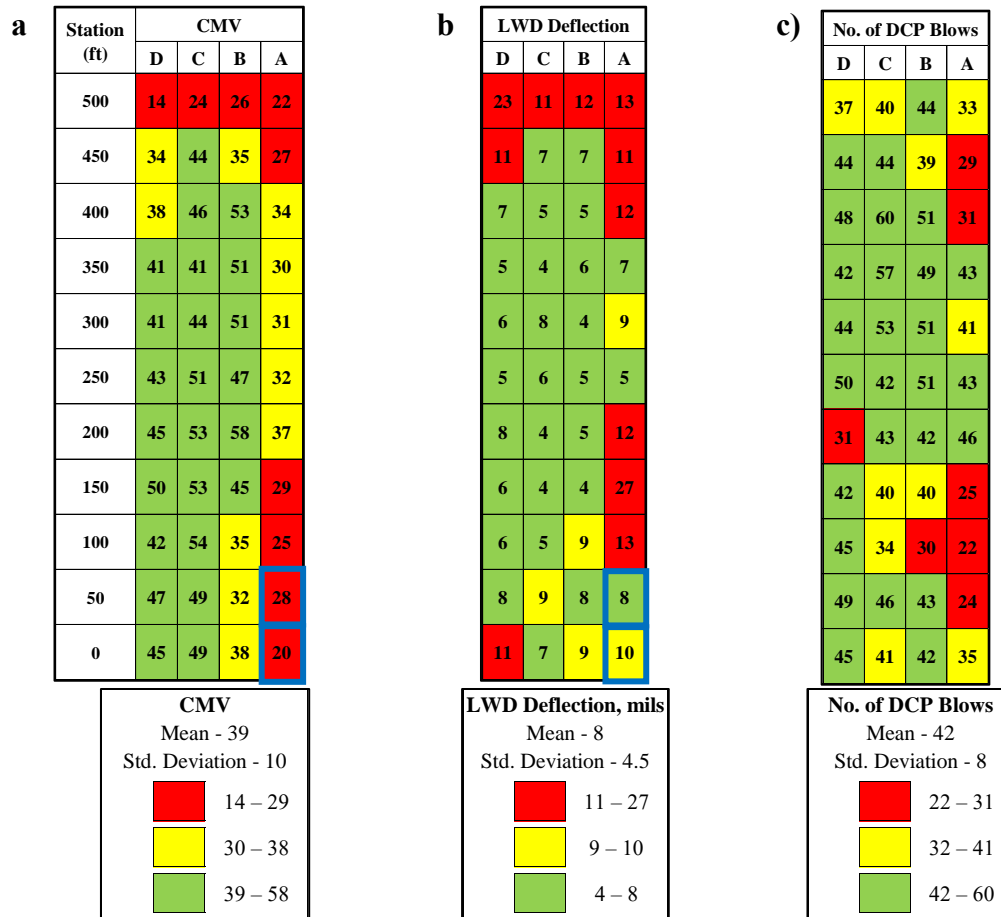 a
Station (ft) CMV
D C B A
500 14 24 26 22
450 34 44 35 27
400 38 46 53 34
350 41 41 51 30
300 41 44 51 31
250 43 51 47 32
200 45 53 58 37
150 50 53 45 29
100 42 54 35 25
50 47 49 32 28
0 45 49 38 20
CMV
Mean - 39
Std. Deviation - 10
14 – 29
30 – 38
39 – 58
b
LWD Deflection
D C B A
23 11 12 13
11 7 7 11
7 5 5 12
5 4 6 7
6 8 4 9
5 6 5 5
8 4 5 12
6 4 4 27
6 5 9 13
8 9 8 8
11 7 9 10
LWD Deflection, mils
Mean - 8
Std. Deviation - 4.5
11 – 27
9 – 10
4 – 8
c)
No. of DCP Blows
D C B A
37 40 44 33
44 44 39 29
48 60 51 31
42 57 49 43
44 53 51 41
50 42 51 43
31 43 42 46
42 40 40 25
45 34 30 22
49 46 43 24
45 41 42 35
No. of DCP Blows
Mean - 42
Std. Deviation - 8
22 – 31
32 – 41
42 – 60